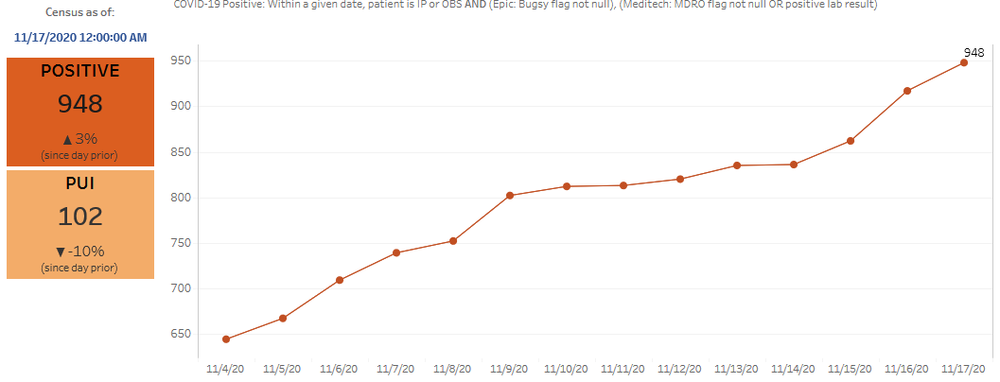 COVID-19 Positive: Within a given date, patient is IP or OBS AND (Epic: Bugsy flag not null), (Meditech: MDRO flag not null OR positive lab result)
Census as of:
11/17/2020 12:00:00 AM
POSITIVE
948
▲3%
(since day prior)
PUI
102
▼-10%
(since day prior)
948
950
900
850
800
750
700
650
11/4/20 11/5/20 11/6/20 11/7/20 11/8/20 11/9/20 11/10/20 11/11/20 11/12/20 11/13/20 11/14/20 11/15/20 11/16/20 11/17/20